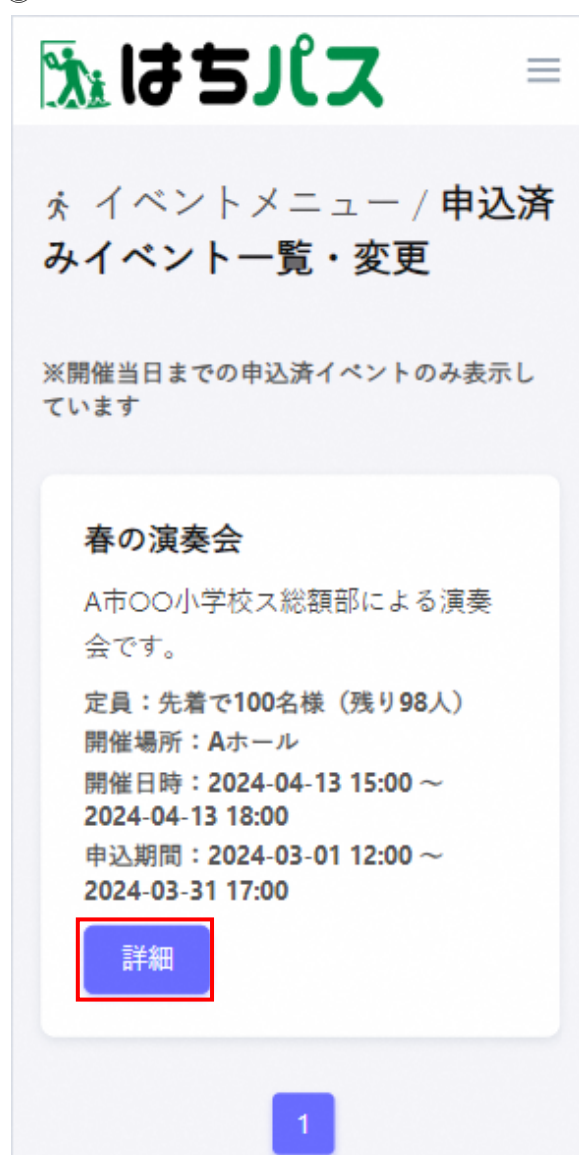 はちパス
イベントメニュー / 申込済
みイベント一覧・変更
※開催当日までの申込済イベントのみ表示し
ています
春の演奏会
A市○○小学校ス総額部による演奏
会です。
定員：先着で100名様（残り98人）
開催場所：Aホール
開催日時：2024-04-13 15:00 ～
2024-04-13 18:00
申込期間：2024-03-01 12:00 ～
2024-03-31 17:00
詳細
1